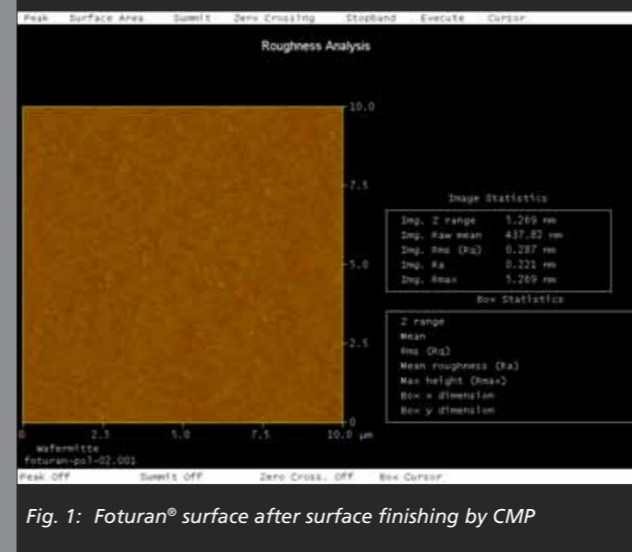 Peak Surface Area Summit Zero Crossing Stopband Execute Cursor
Roughness Analysis
10.0
7.5
5.0
2.5
0
0 2.5 5.0 7.5 10.0 µm
Image Statistics
Img. Z range 5.269 nm
Img. Raw mean 437.82 nm
Img. Rms (Rq) 0.287 nm
Img. Ra 0.221 nm
Img. Rmax 5.269 nm
Box Statistics
Z range
Mean
Rms (Rq)
Mean roughness (Ra)
Max height (Rmax)
Box x dimension
Box y dimension
Wafermitte
foturan-pol-02.001
Peak Off Summit Off Zero Cross. Off Box Cursor
Fig. 1: Foturan® surface after surface finishing by CMP